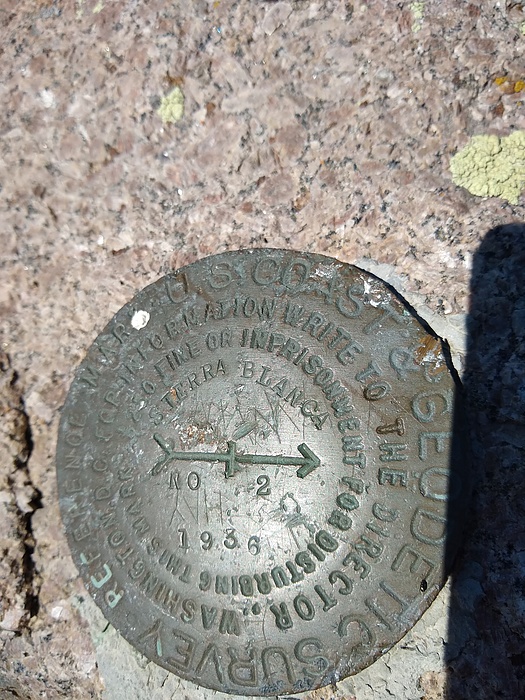 U.S. COAST & GEODETIC SURVEY REFERENCE MARK
FOR INFORMATION WRITE TO THE DIRECTOR, WASHINGTON, D.C.
TO FINE OR IMPRISONMENT FOR DISTURBING THIS MARK
SIERRA BLANCA
NO 2
1936